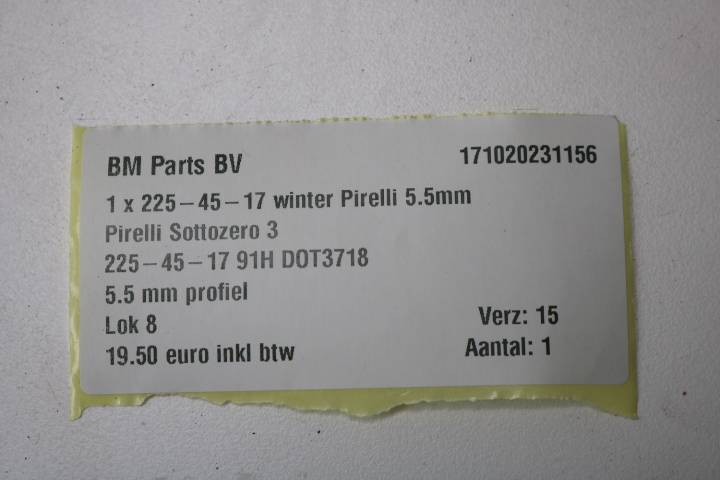 BM Parts BV 171020231156
1 x 225-45-17 winter Pirelli 5.5mm
Pirelli Sottozero 3
225-45-17 91H DOT3718
5.5 mm profiel
Lok 8 Verz: 15
19.50 euro inkl btw Aantal: 1